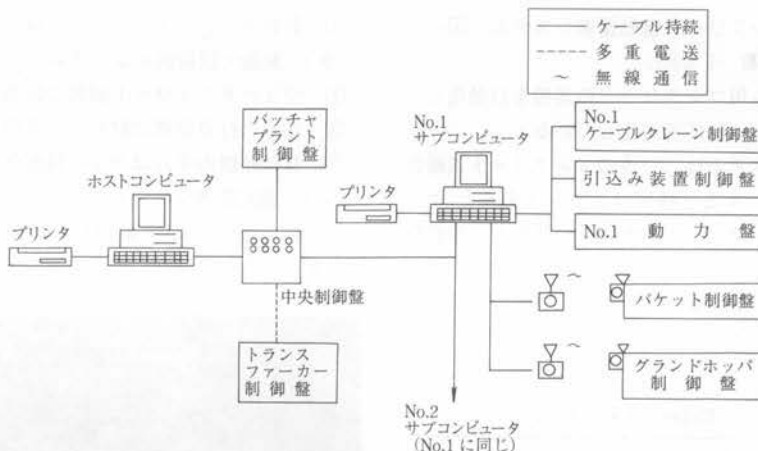 ケーブル持続
多重電送
～ 無線通信
バッチャ
プラント
制御盤
No.1
サブコンピュータ
No.1
ケーブルクレーン制御盤
ホストコンピュータ
プリンタ
引込み装置制御盤
プリンタ
No.1 動力盤
中央制御盤
～
バケット制御盤
トランス
ファーカー
制御盤
～
グランドホッパ
制御盤
No.2
サブコンピュータ
(No.1に同じ)